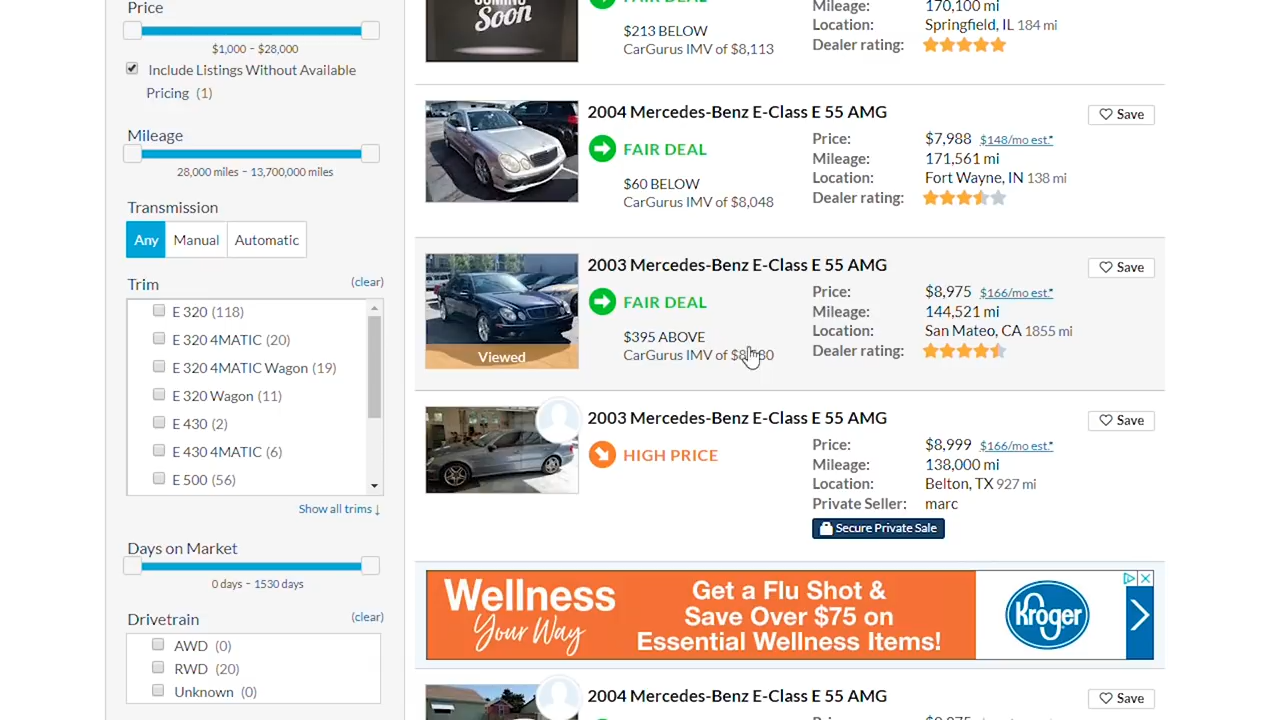 Price
$1,000 – $28,000
Include Listings Without Available
Pricing (1)
Mileage
28,000 miles – 13,700,000 miles
Transmission
Any
Manual
Automatic
Trim
(clear)
E 320 (118)
E 320 4MATIC (20)
E 320 4MATIC Wagon (19)
E 320 Wagon (11)
E 430 (2)
E 430 4MATIC (6)
E 500 (56)
Show all trims ↓
Days on Market
0 days – 1530 days
Drivetrain
(clear)
AWD (0)
RWD (20)
Unknown (0)
Soon
FAIR DEAL
$213 BELOW
CarGurus IMV of $8,113
Mileage: 170,100 mi
Location: Springfield, IL 184 mi
Dealer rating:
2004 Mercedes-Benz E-Class E 55 AMG
Save
FAIR DEAL
$60 BELOW
CarGurus IMV of $8,048
Price: $7,988 $148/mo est.*
Mileage: 171,561 mi
Location: Fort Wayne, IN 138 mi
Dealer rating:
2003 Mercedes-Benz E-Class E 55 AMG
Save
Viewed
FAIR DEAL
$395 ABOVE
CarGurus IMV of
Price: $8,975 $166/mo est.*
Mileage: 144,521 mi
Location: San Mateo, CA 1855 mi
Dealer rating:
2003 Mercedes-Benz E-Class E 55 AMG
Save
HIGH PRICE
Price: $8,999 $166/mo est.*
Mileage: 138,000 mi
Location: Belton, TX 927 mi
Private Seller: marc
Secure Private Sale
Wellness
Your Way
Get a Flu Shot &
Save Over $75 on
Essential Wellness Items!
Kroger
2004 Mercedes-Benz E-Class E 55 AMG
Save